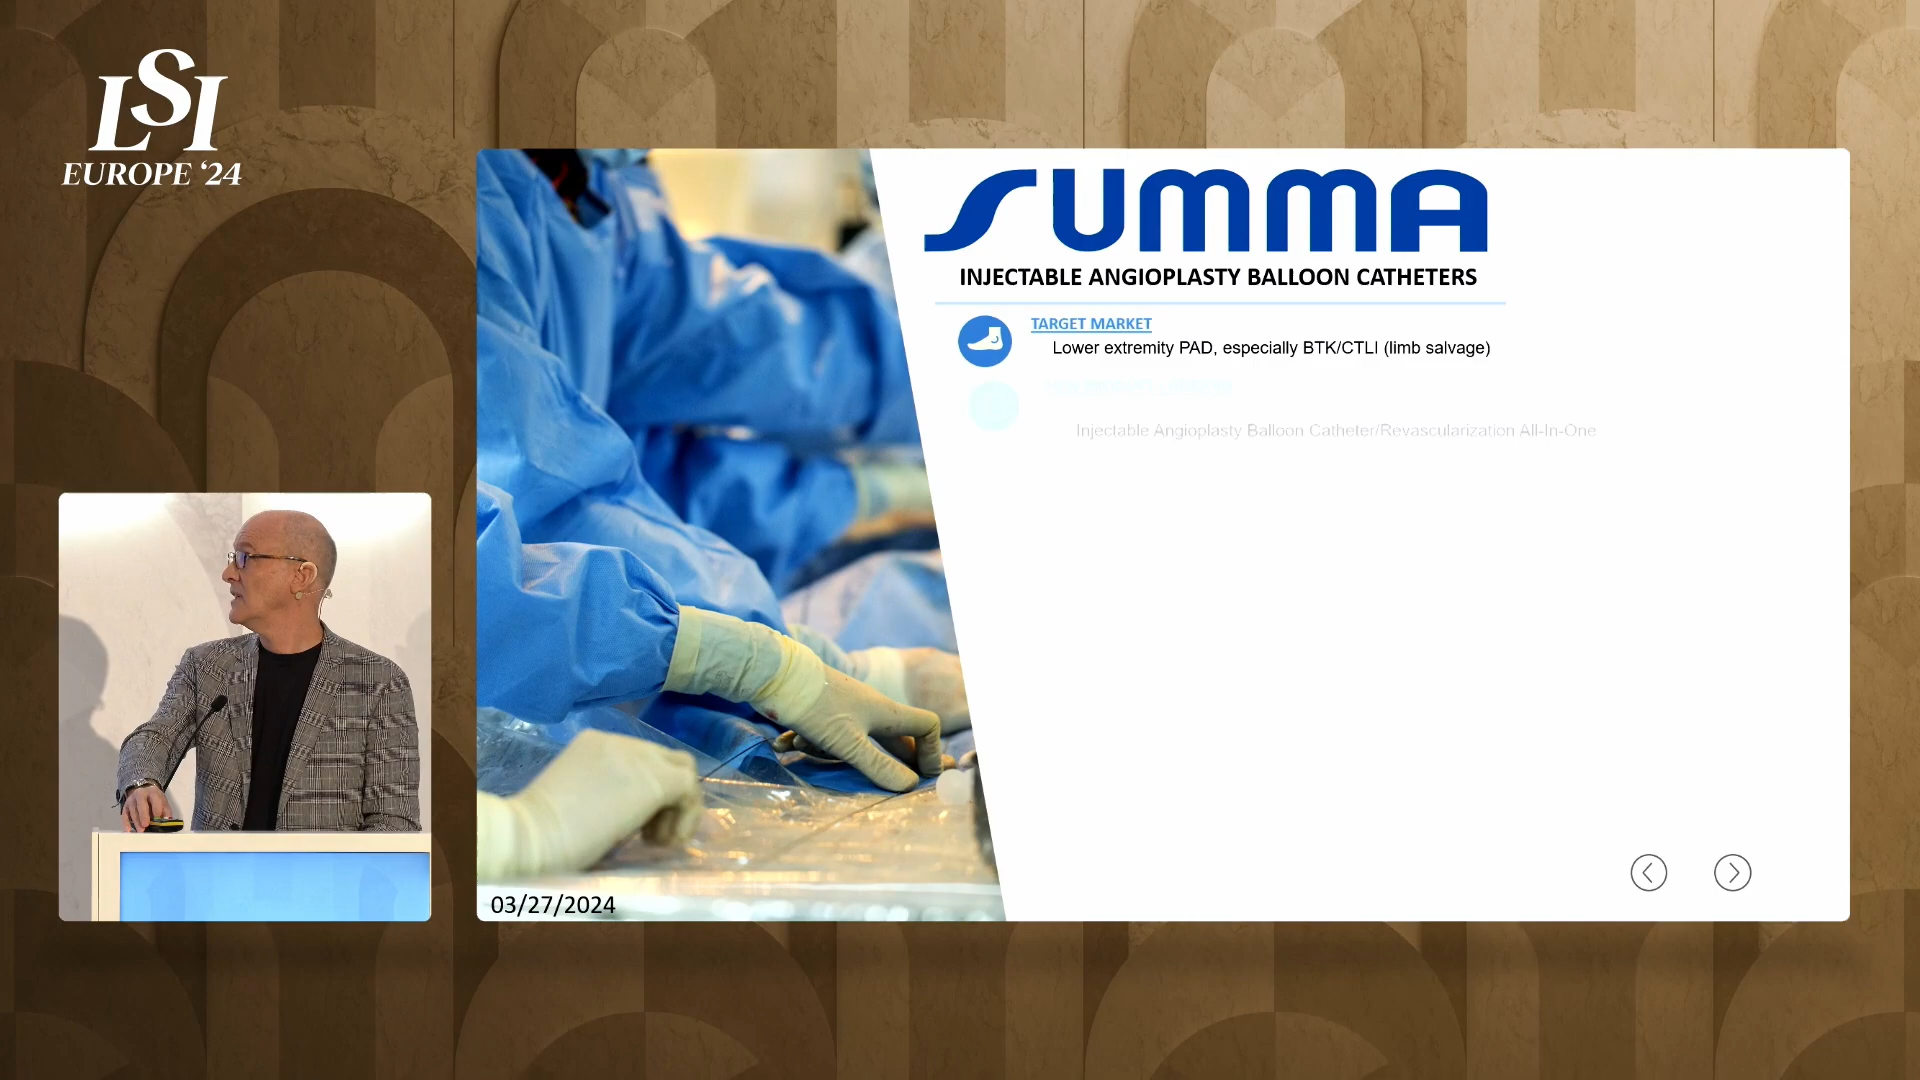 LSI
EUROPE ‘24
SUMMA
INJECTABLE ANGIOPLASTY BALLOON CATHETERS
TARGET MARKET
Lower extremity PAD, especially BTK/CTLI (limb salvage)
Injectable Angioplasty Balloon Catheter/Revascularization All-In-One
03/27/2024